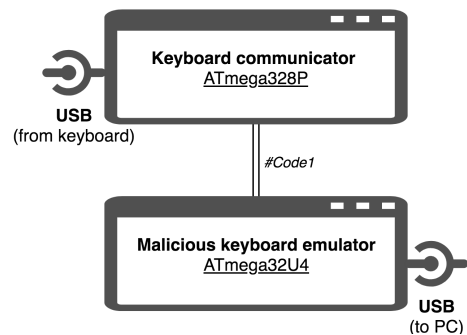 Keyboard communicator
ATmega328P
USB
(from keyboard)
#Code1
Malicious keyboard emulator
ATmega32U4
USB
(to PC)